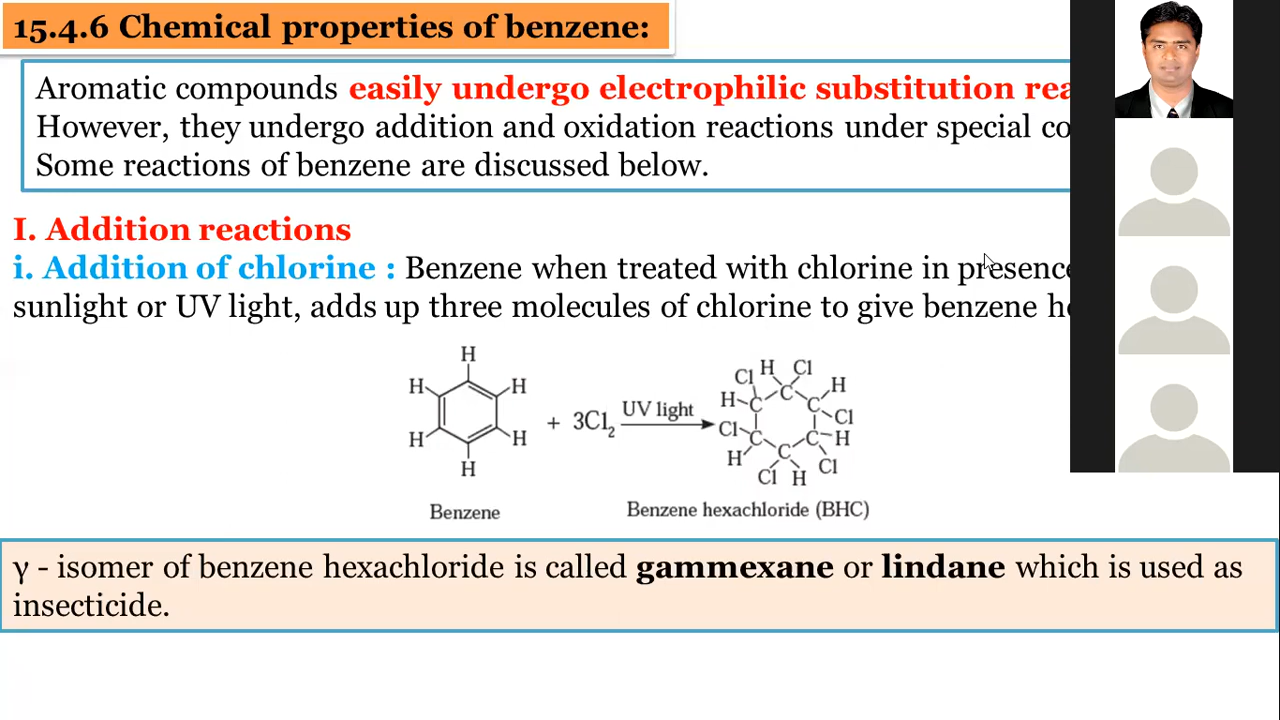 15.4.6 Chemical properties of benzene:
Aromatic compounds easily undergo electrophilic substitution rea
However, they undergo addition and oxidation reactions under special co
Some reactions of benzene are discussed below.
I. Addition reactions
i. Addition of chlorine : Benzene when treated with chlorine in presence
sunlight or UV light, adds up three molecules of chlorine to give benzene h
H
H H
H H
H
+ 3Cl₂
UV light
H Cl
Cl C H
H C C
Cl Cl
C C H
H C Cl
Cl H
Benzene
Benzene hexachloride (BHC)
γ - isomer of benzene hexachloride is called gammexane or lindane which is used as
insecticide.